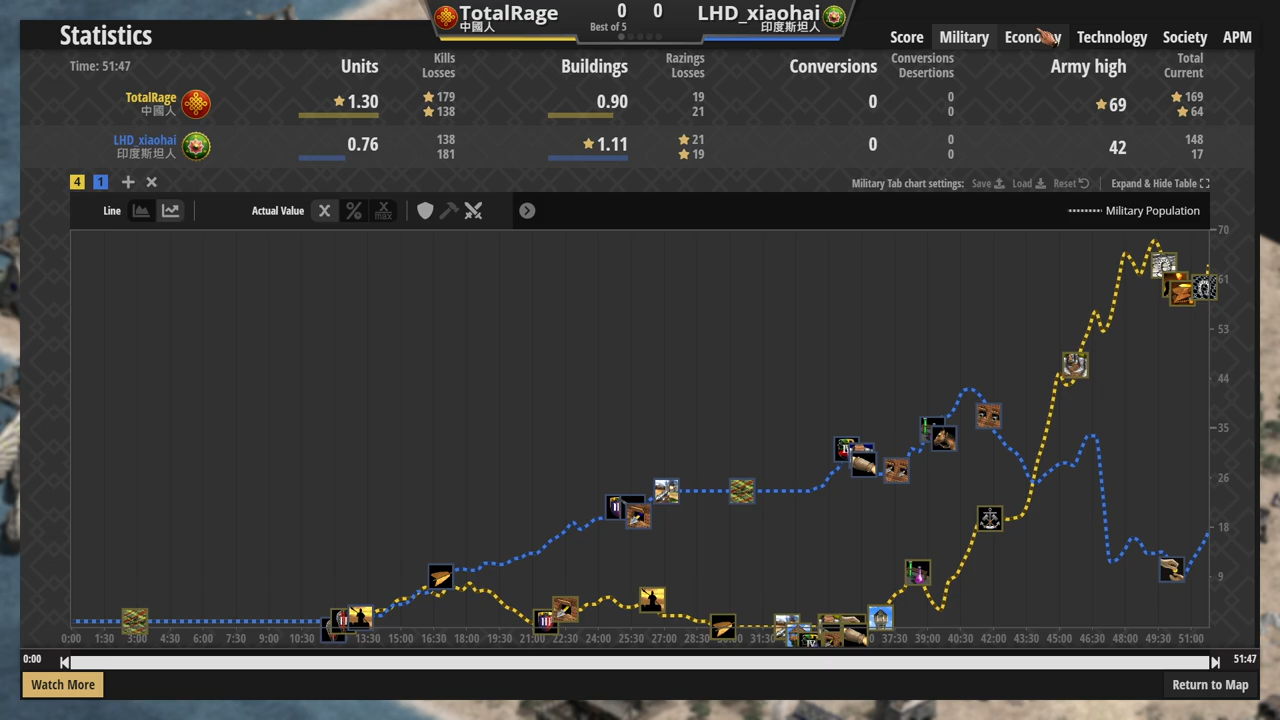 TotalRage
中國人
0 0
Best of 5
LHD_xiaohai
印度斯坦人
Statistics
Score Military Economy Technology Society APM
Time: 51:47
Units
Kills
Losses
Buildings
Razings
Losses
Conversions
Conversions
Desertions
Army high
Total
Current
TotalRage
中國人
1.30
179
138
0.90
19
21
0
0
0
69
169
64
LHD_xiaohai
印度斯坦人
0.76
138
181
1.11
21
19
0
0
0
42
148
17
4 1
Military Tab chart settings: Save Load Reset Expand & Hide Table
Line
Actual Value X % X max
Military Population
70
61
53
44
35
26
18
9
0:00 1:30 3:00 4:30 6:00 7:30 9:00 10:30 13:30 15:00 16:30 18:00 19:30 21:00 22:30 24:00 25:30 27:00 28:30 30:00 31:30 37:30 39:00 40:30 42:00 43:30 45:00 46:30 48:00 49:30 51:00
0:00
51:47
Watch More
Return to Map